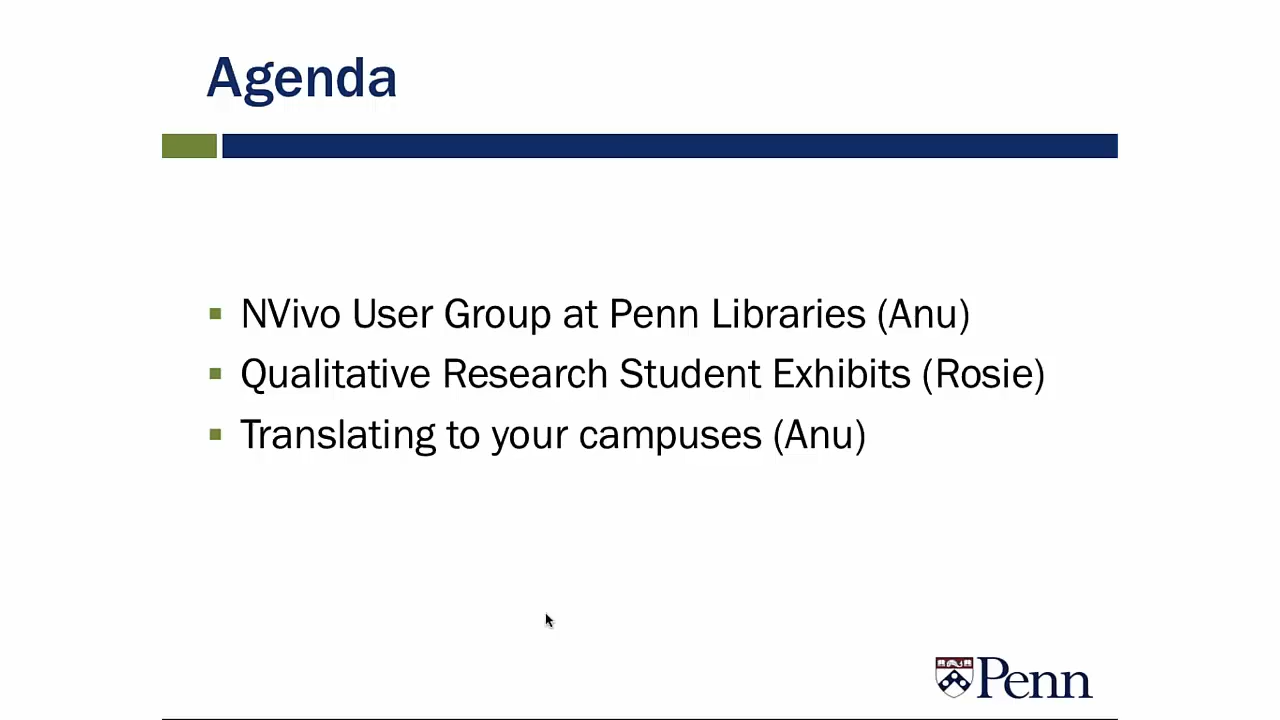 Agenda
NVivo User Group at Penn Libraries (Anu)
Qualitative Research Student Exhibits (Rosie)
Translating to your campuses (Anu)
Penn